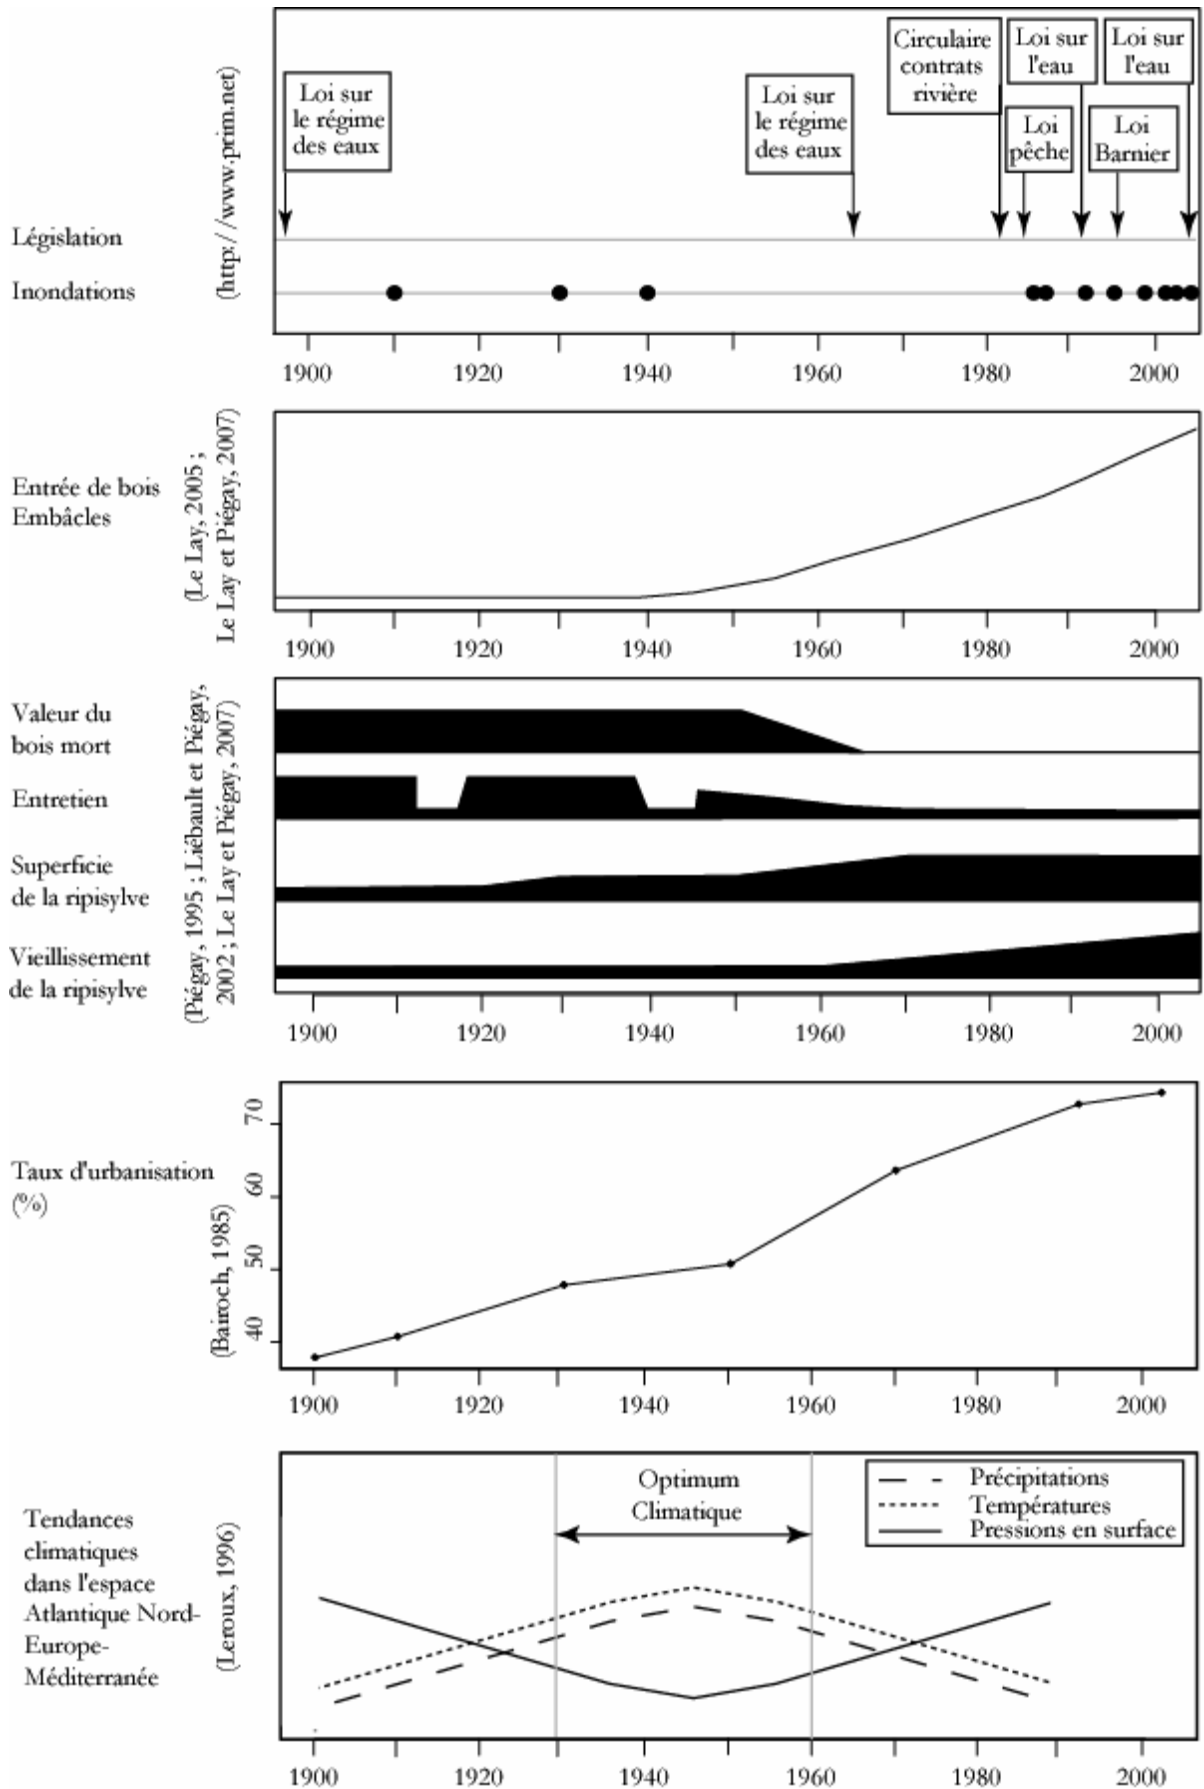 Circulaire
contrats
rivière
Loi sur
l'eau
Loi sur
l'eau
Loi sur
le régime
des eaux
Loi sur
le régime
des eaux
Loi
pêche
Loi
Barnier
(http://www.prim.net)
Législation
Inondations
1900 1920 1940 1960 1980 2000
Entrée de bois
Embâcles
(Le Lay, 2005 ;
Le Lay et Piégay, 2007)
1900 1920 1940 1960 1980 2000
Valeur du
bois mort
Entretien
Superficie
de la ripisylve
Vieillissement
de la ripisylve
(Piégay, 1995 ; Liébault et Piégay,
2002 ; Le Lay et Piégay, 2007)
1900 1920 1940 1960 1980 2000
Taux d'urbanisation
(%)
(Bairoch, 1985)
70
60
50
40
1900 1920 1940 1960 1980 2000
Optimum
Climatique
Précipitations
Températures
Pressions en surface
Tendances
climatiques
dans l'espace
Atlantique Nord-
Europe-
Méditerranée
(Leroux, 1996)
1900 1920 1940 1960 1980 2000